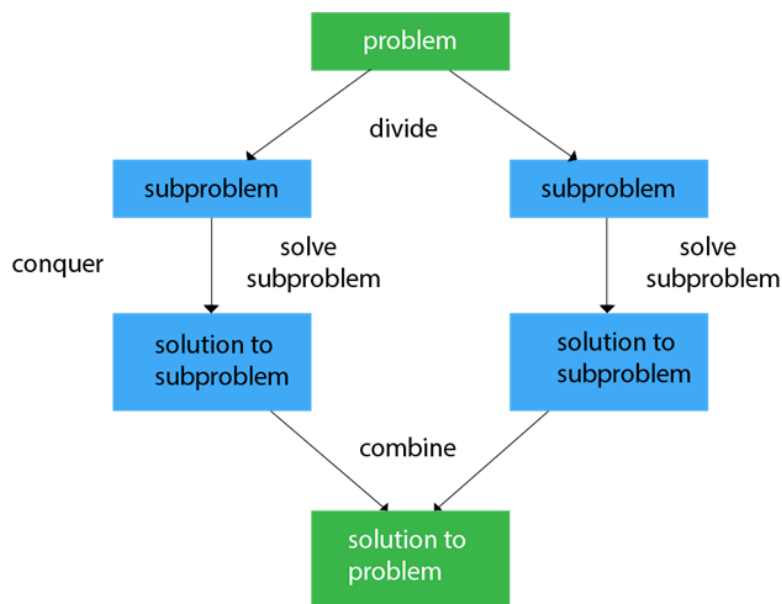 problem
divide
subproblem
subproblem
conquer
solve
subproblem
solve
subproblem
solution to
subproblem
solution to
subproblem
combine
solution to
problem